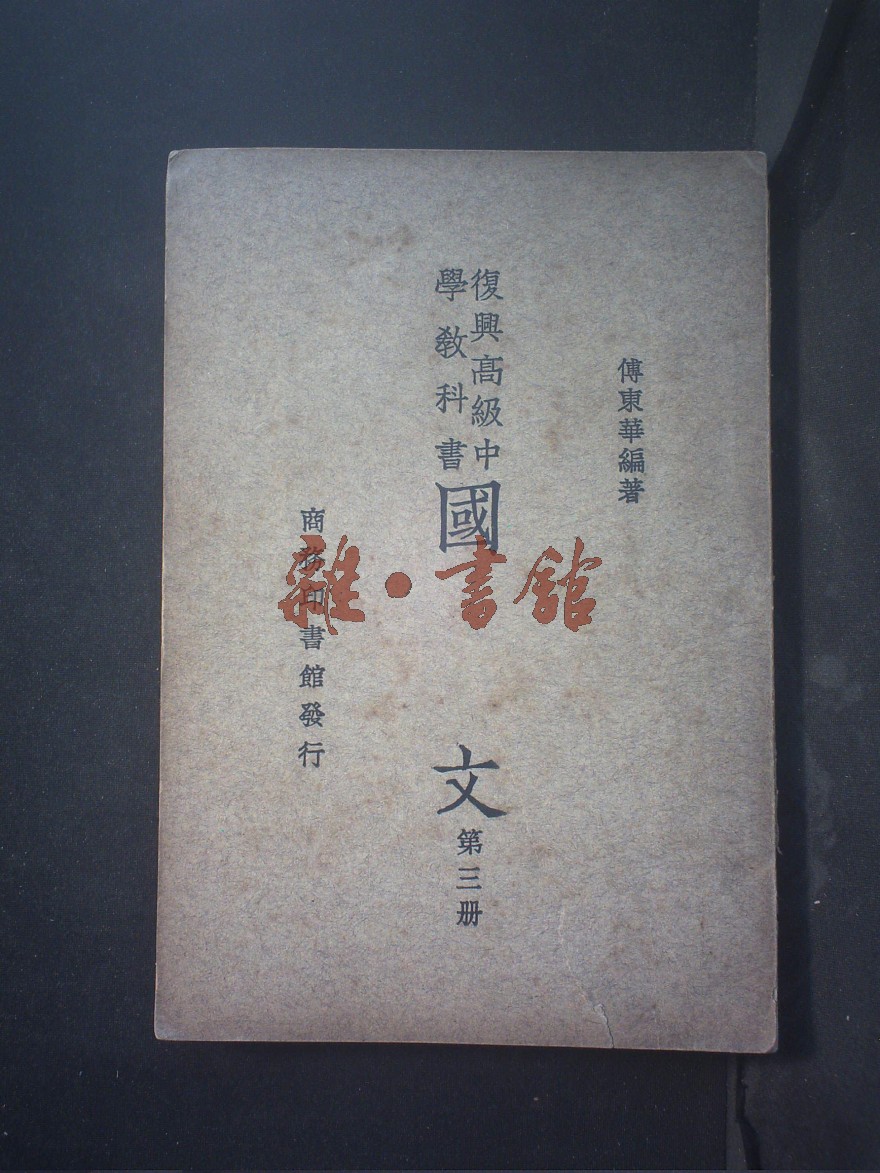 傅東華編著
復興高級中
學教科書
國文
第三册
商務印書館發行
雜·書館